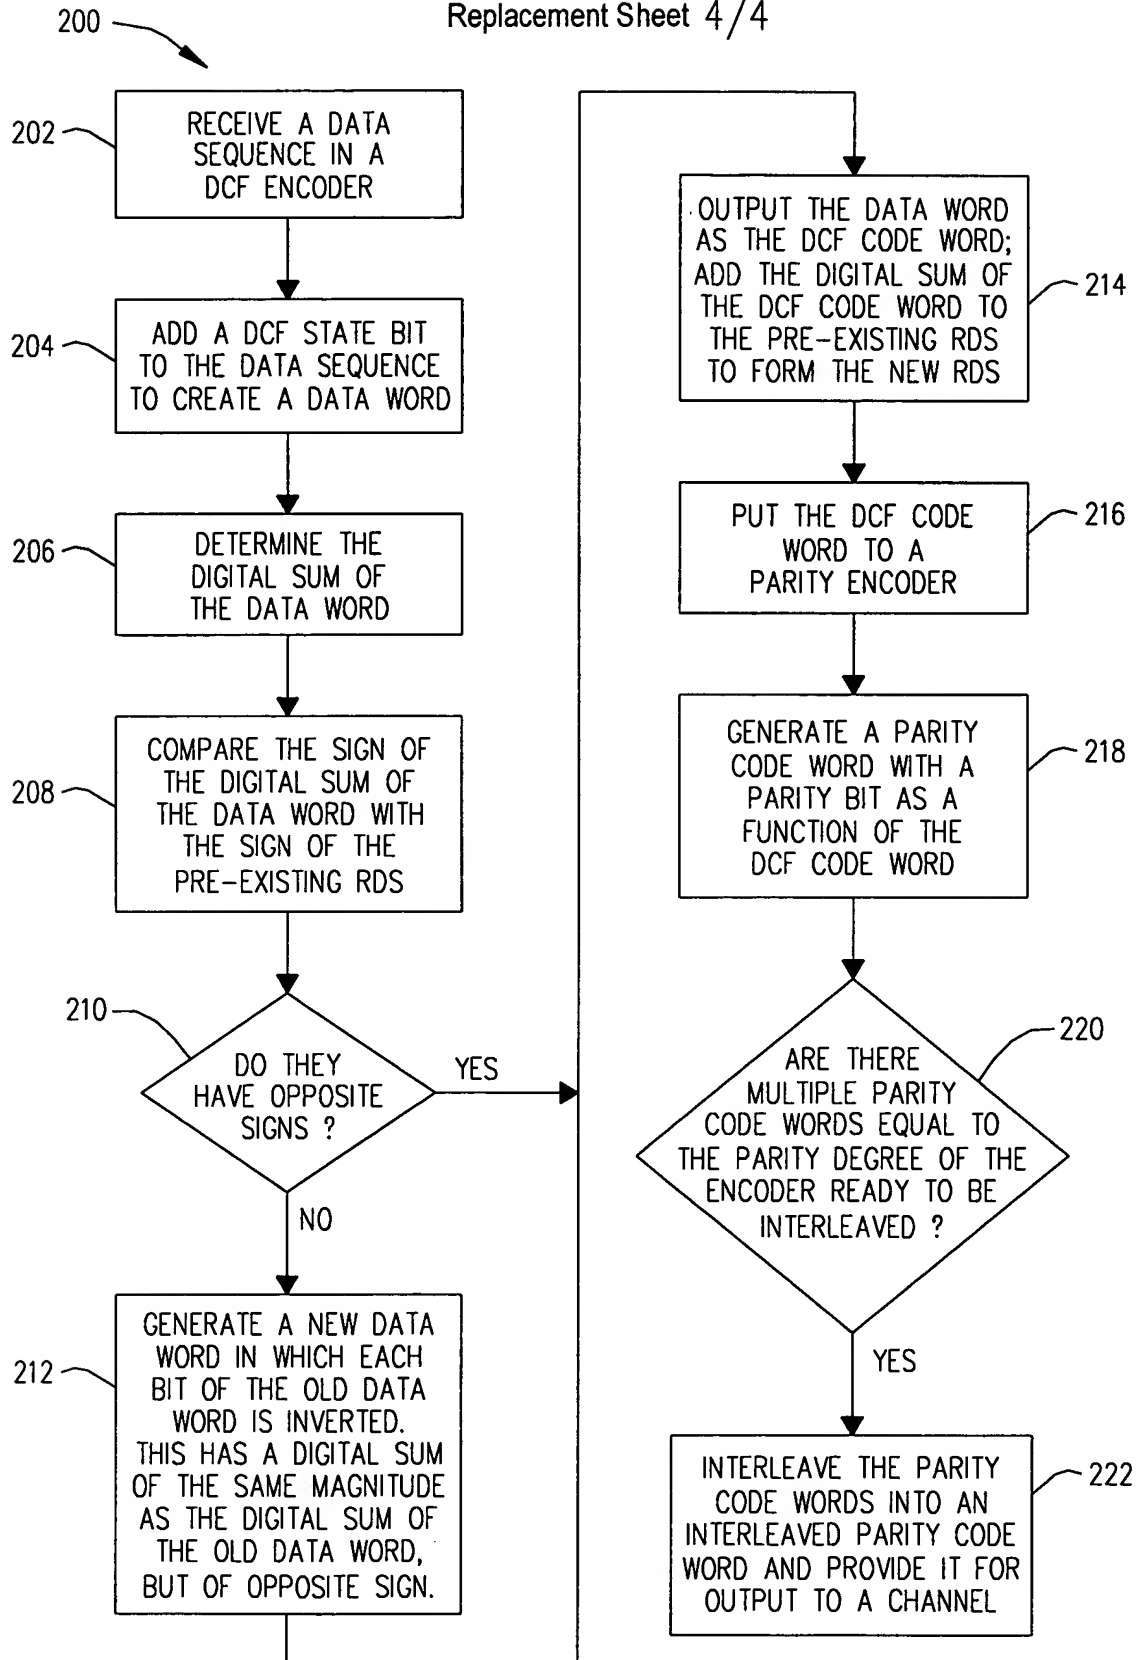 Replacement Sheet 4/4
200
202
RECEIVE A DATA
SEQUENCE IN A
DCF ENCODER
204
ADD A DCF STATE BIT
TO THE DATA SEQUENCE
TO CREATE A DATA WORD
206
DETERMINE THE
DIGITAL SUM OF
THE DATA WORD
208
COMPARE THE SIGN OF
THE DIGITAL SUM OF
THE DATA WORD WITH
THE SIGN OF THE
PRE-EXISTING RDS
210
DO THEY
HAVE OPPOSITE
SIGNS ?
YES
NO
212
GENERATE A NEW DATA
WORD IN WHICH EACH
BIT OF THE OLD DATA
WORD IS INVERTED.
THIS HAS A DIGITAL SUM
OF THE SAME MAGNITUDE
AS THE DIGITAL SUM OF
THE OLD DATA WORD,
BUT OF OPPOSITE SIGN.
OUTPUT THE DATA WORD
AS THE DCF CODE WORD;
ADD THE DIGITAL SUM OF
THE DCF CODE WORD TO
THE PRE-EXISTING RDS
TO FORM THE NEW RDS
214
PUT THE DCF CODE
WORD TO A
PARITY ENCODER
216
GENERATE A PARITY
CODE WORD WITH A
PARITY BIT AS A
FUNCTION OF THE
DCF CODE WORD
218
ARE THERE
MULTIPLE PARITY
CODE WORDS EQUAL TO
THE PARITY DEGREE OF THE
ENCODER READY TO BE
INTERLEAVED ?
220
YES
INTERLEAVE THE PARITY
CODE WORDS INTO AN
INTERLEAVED PARITY CODE
WORD AND PROVIDE IT FOR
OUTPUT TO A CHANNEL
222